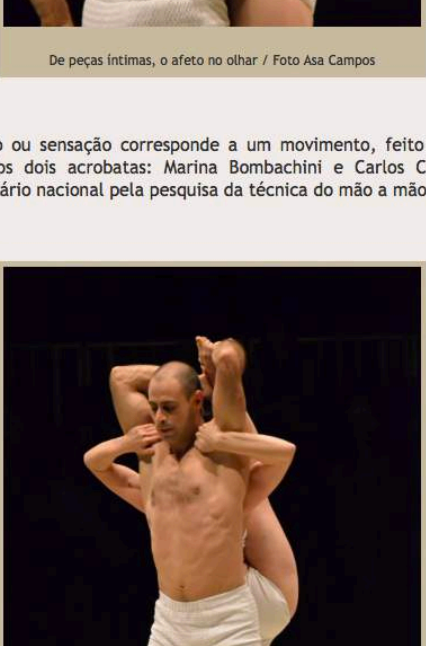 De peças íntimas, o afeto no olhar / Foto Asa Campos
o ou sensação corresponde a um movimento, feito
os dois acrobatas: Marina Bombachini e Carlos C
ário nacional pela pesquisa da técnica do mão a mão